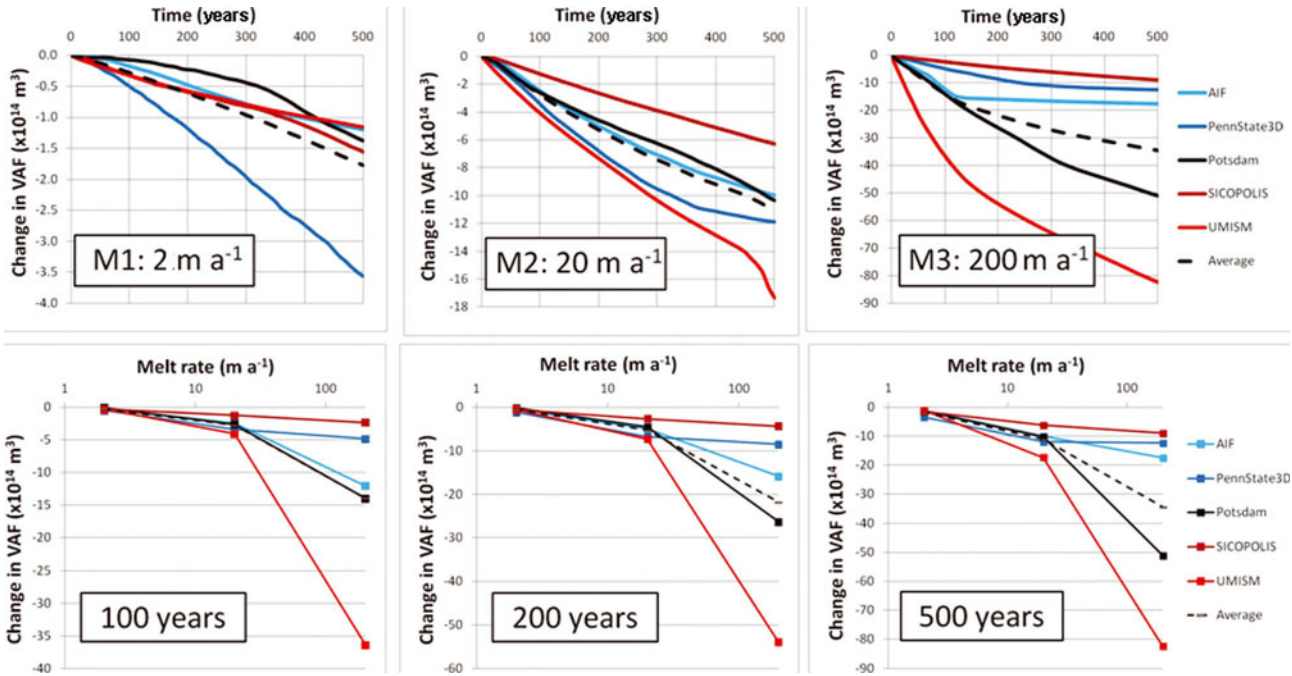 Time (years)
0 100 200 300 400 500
0.0
-0.5
-1.0
-1.5
-2.0
-2.5
-3.0
-3.5
-4.0
Change in VAF (x10¹⁴ m³)
M1: 2 m a⁻¹
Time (years)
0 100 200 300 400 500
0
-2
-4
-6
-8
-10
-12
-14
-16
-18
Change in VAF (x10¹⁴ m³)
M2: 20 m a⁻¹
Time (years)
0 100 200 300 400 500
0
-10
-20
-30
-40
-50
-60
-70
-80
-90
Change in VAF (x10¹⁴ m³)
M3: 200 m a⁻¹
AIF
PennState3D
Potsdam
SICOPOLIS
UMISM
Average
Melt rate (m a⁻¹)
1 10 100
0
-5
-10
-15
-20
-25
-30
-35
-40
Change in VAF (x10¹⁴ m³)
100 years
Melt rate (m a⁻¹)
1 10 100
0
-10
-20
-30
-40
-50
-60
Change in VAF (x10¹⁴ m³)
200 years
Melt rate (m a⁻¹)
1 10 100
0
-10
-20
-30
-40
-50
-60
-70
-80
-90
Change in VAF (x10¹⁴ m³)
500 years
AIF
PennState3D
Potsdam
SICOPOLIS
UMISM
Average